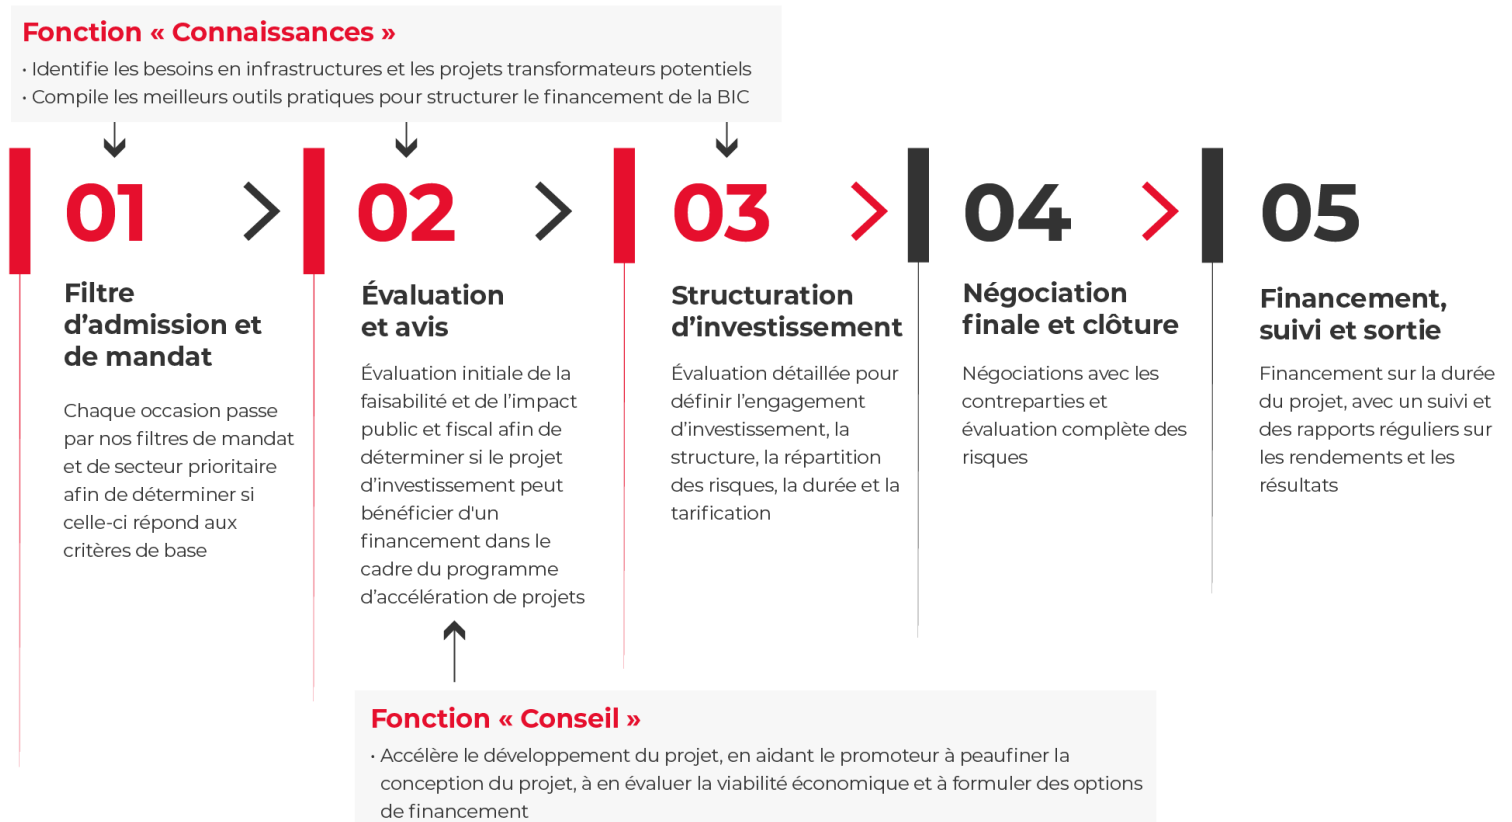 Fonction « Connaissances »
· Identifie les besoins en infrastructures et les projets transformateurs potentiels
· Compile les meilleurs outils pratiques pour structurer le financement de la BIC
01
Filtre
d’admission et
de mandat
Chaque occasion passe
par nos filtres de mandat
et de secteur prioritaire
afin de déterminer si
celle-ci répond aux
critères de base
02
Évaluation
et avis
Évaluation initiale de la
faisabilité et de l’impact
public et fiscal afin de
déterminer si le projet
d’investissement peut
bénéficier d'un
financement dans le
cadre du programme
d’accélération de projets
03
Structuration
d’investissement
Évaluation détaillée pour
définir l’engagement
d’investissement, la
structure, la répartition
des risques, la durée et la
tarification
04
Négociation
finale et clôture
Négociations avec les
contreparties et
évaluation complète des
risques
05
Financement,
suivi et sortie
Financement sur la durée
du projet, avec un suivi et
des rapports réguliers sur
les rendements et les
résultats
Fonction « Conseil »
· Accélère le développement du projet, en aidant le promoteur à peaufiner la
conception du projet, à en évaluer la viabilité économique et à formuler des options
de financement